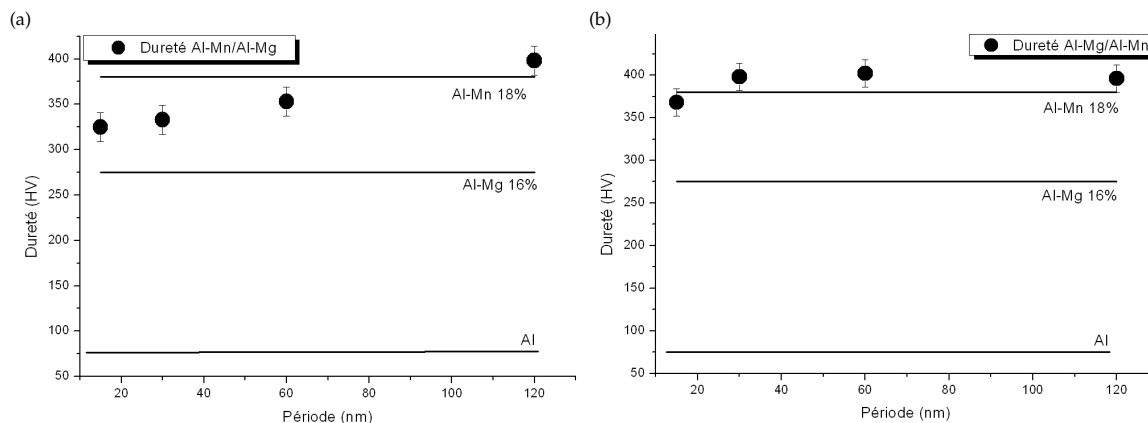 (a)
Dureté Al-Mn/Al-Mg
400
350
300
250
200
150
100
50
Dureté (HV)
Al-Mn 18%
Al-Mg 16%
Al
20
40
60
80
100
120
Période (nm)
(b)
Dureté Al-Mg/Al-Mn
400
350
300
250
200
150
100
50
Dureté (HV)
Al-Mn 18%
Al-Mg 16%
Al
20
40
60
80
100
120
Période (nm)